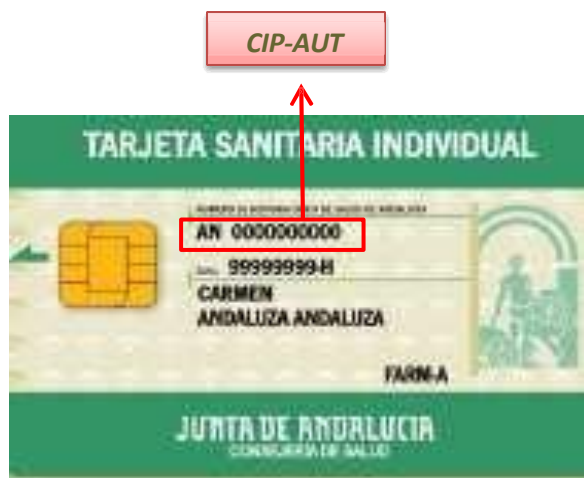 CIP-AUT
TARJETA SANITARIA INDIVIDUAL
AN 0000000000
99999999-H
CARMEN
ANDALUZA ANDALUZA
FARM-A
JUNTA DE ANDALUCIA
CONSEJERIA DE SALUD